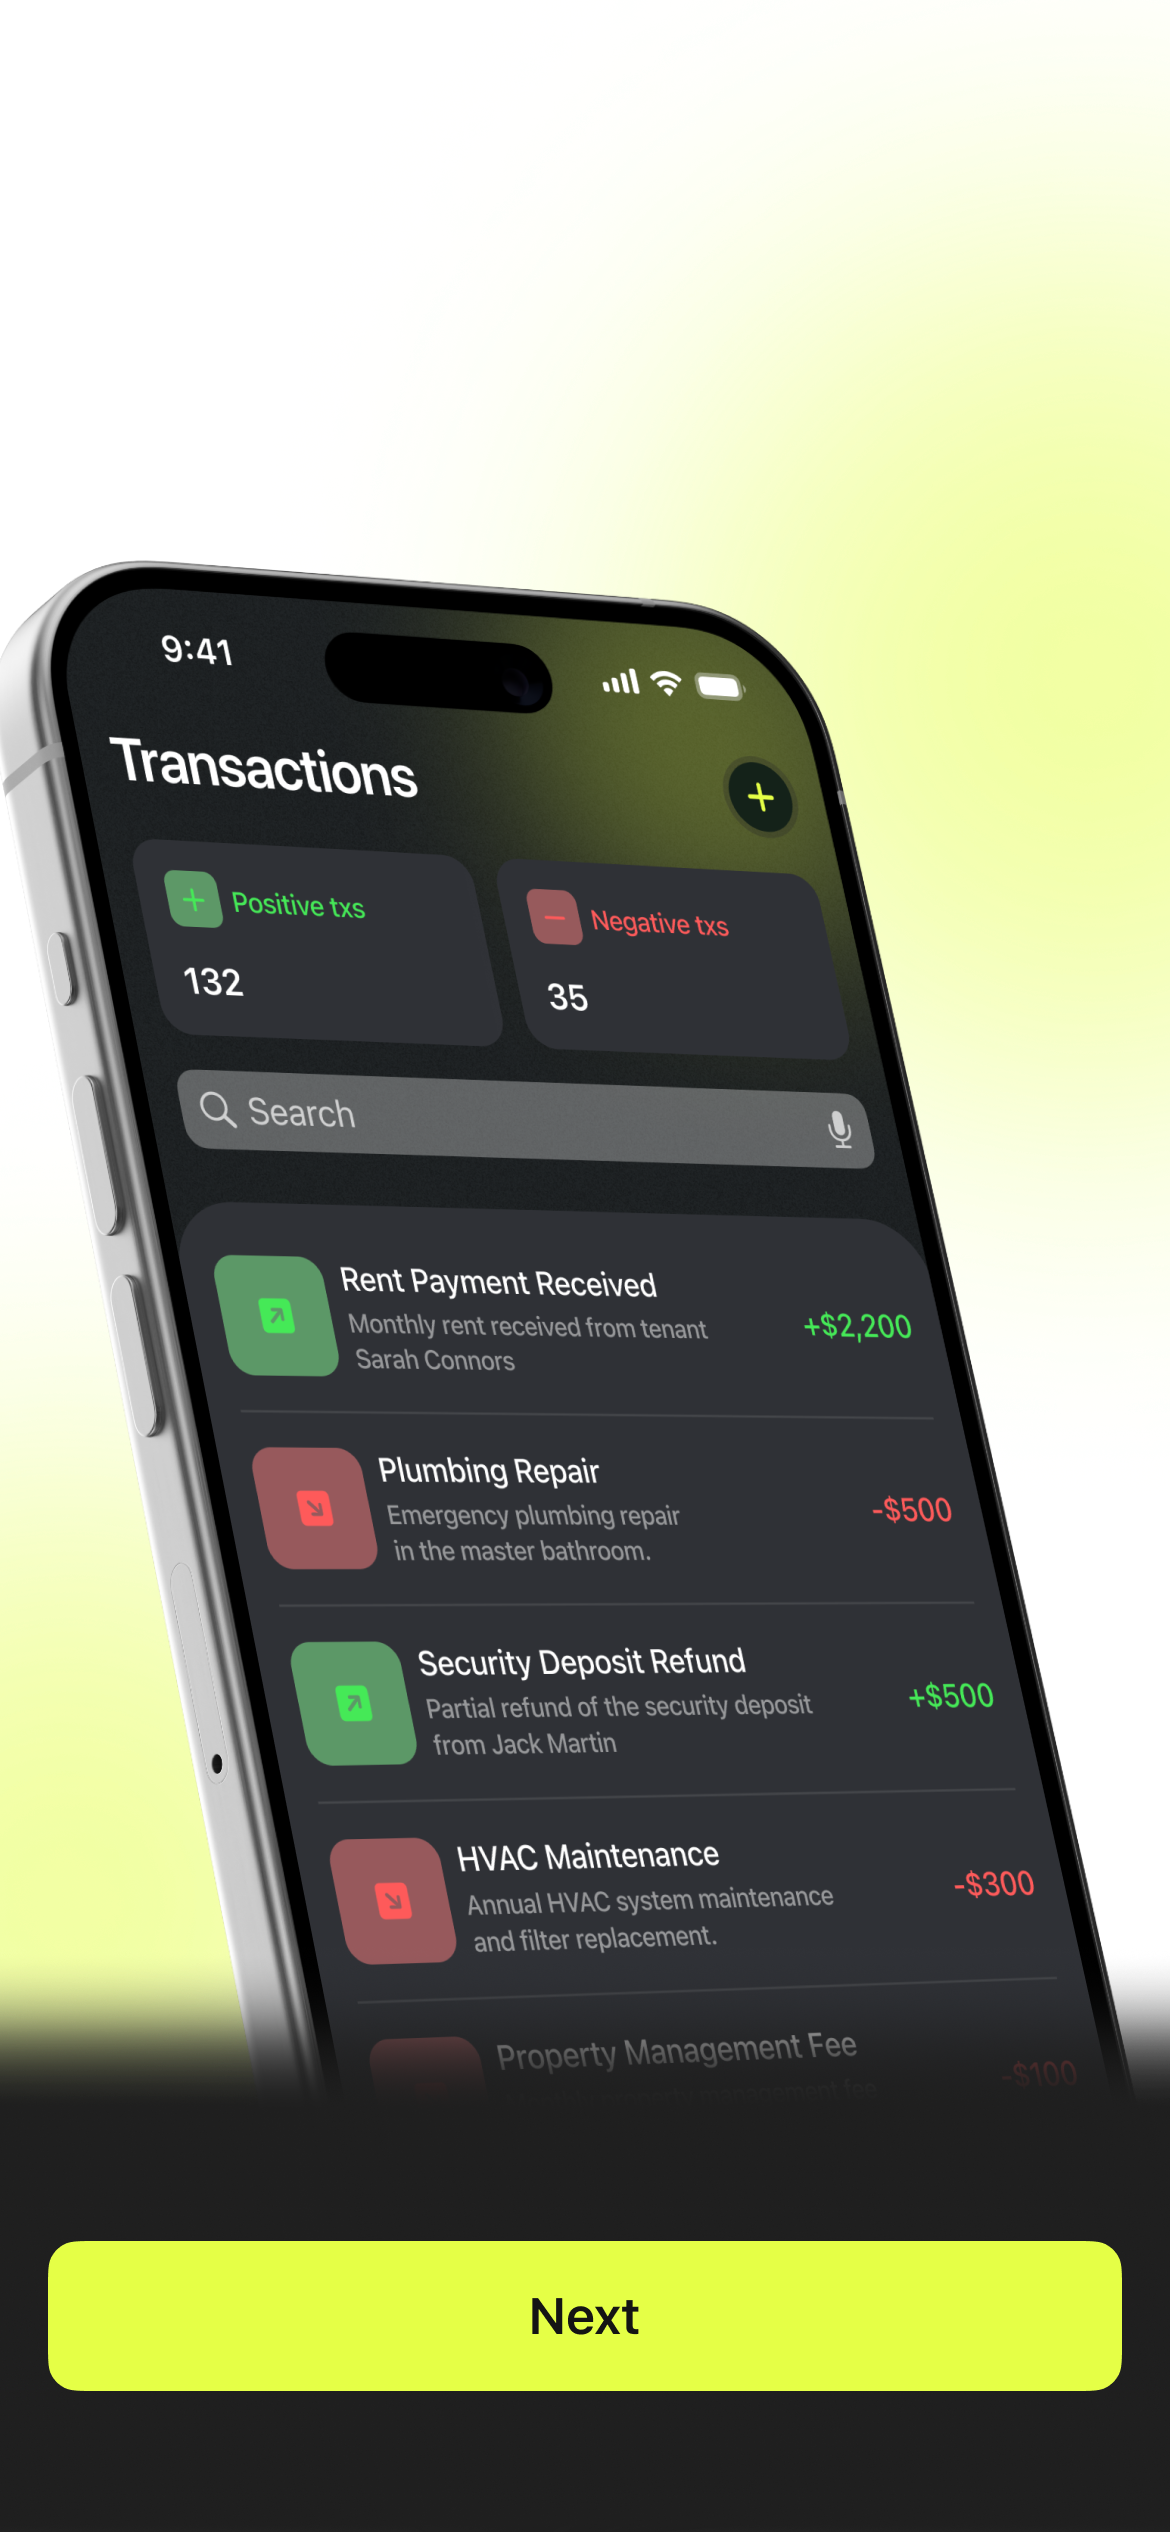 9:41
Transactions
Positive txs
132
Negative txs
35
Search
Rent Payment Received
Monthly rent received from tenant
Sarah Connors
+$2,200
Plumbing Repair
Emergency plumbing repair
in the master bathroom.
-$500
Security Deposit Refund
Partial refund of the security deposit
from Jack Martin
+$500
HVAC Maintenance
Annual HVAC system maintenance
and filter replacement.
-$300
Property Management Fee
property management fee
-$100
Next